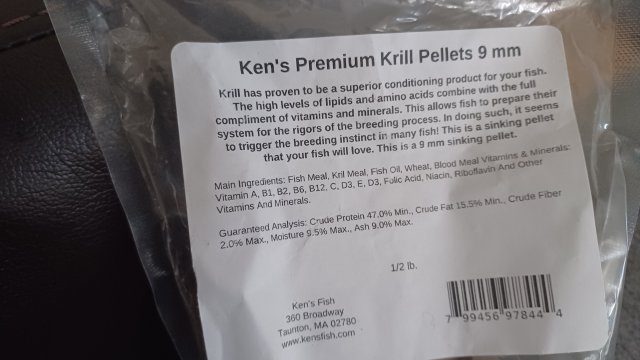 Ken's Premium Krill Pellets 9 mm
Krill has proven to be a superior conditioning product for your fish.
The high levels of lipids and amino acids combine with the full
compliment of vitamins and minerals. This allows fish to prepare their
system for the rigors of the breeding process. In doing such, it seems
to trigger the breeding instinct in many fish! This is a sinking pellet
that your fish will love. This is a 9 mm sinking pellet.
Main Ingredients: Fish Meal, Kril Meal, Fish Oil, Wheat, Blood Meal Vitamins & Minerals:
Vitamin A, B1, B2, B6, B12, C, D3, E, D3, Fulic Acid, Niacin, Riboflavin And Other
Vitamins And Minerals.
Guaranteed Analysis: Crude Protein 47.0% Min., Crude Fat 15.5% Min., Crude Fiber
2.0% Max., Moisture 9.5% Max., Ash 9.0% Max.
1/2 lb.
Ken's Fish
360 Broadway
Taunton, MA 02780
www.kensfish.com
7 99456 97844 4